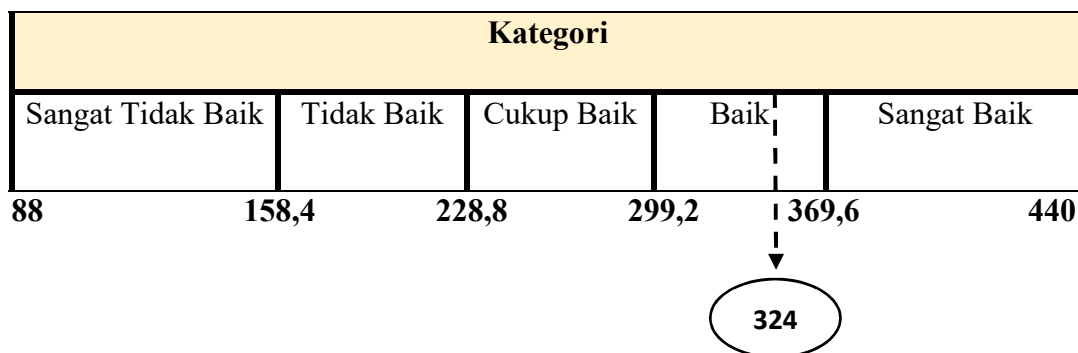 Kategori
Sangat Tidak Baik Tidak Baik Cukup Baik Baik Sangat Baik
88 158,4 228,8 299,2 369,6 440
324